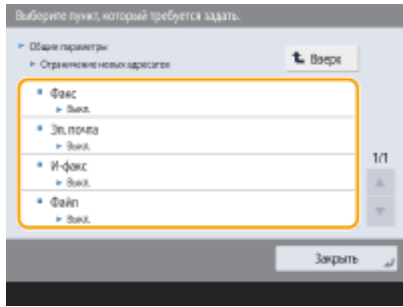 Выберите пункт, который требуется задать.
Общие параметры
Ограничение новых адресатов
Вверх
Факс
Выкл.
Эл. почта
Выкл.
И-факс
Выкл.
Файл
Выкл.
1/1
Закрыть